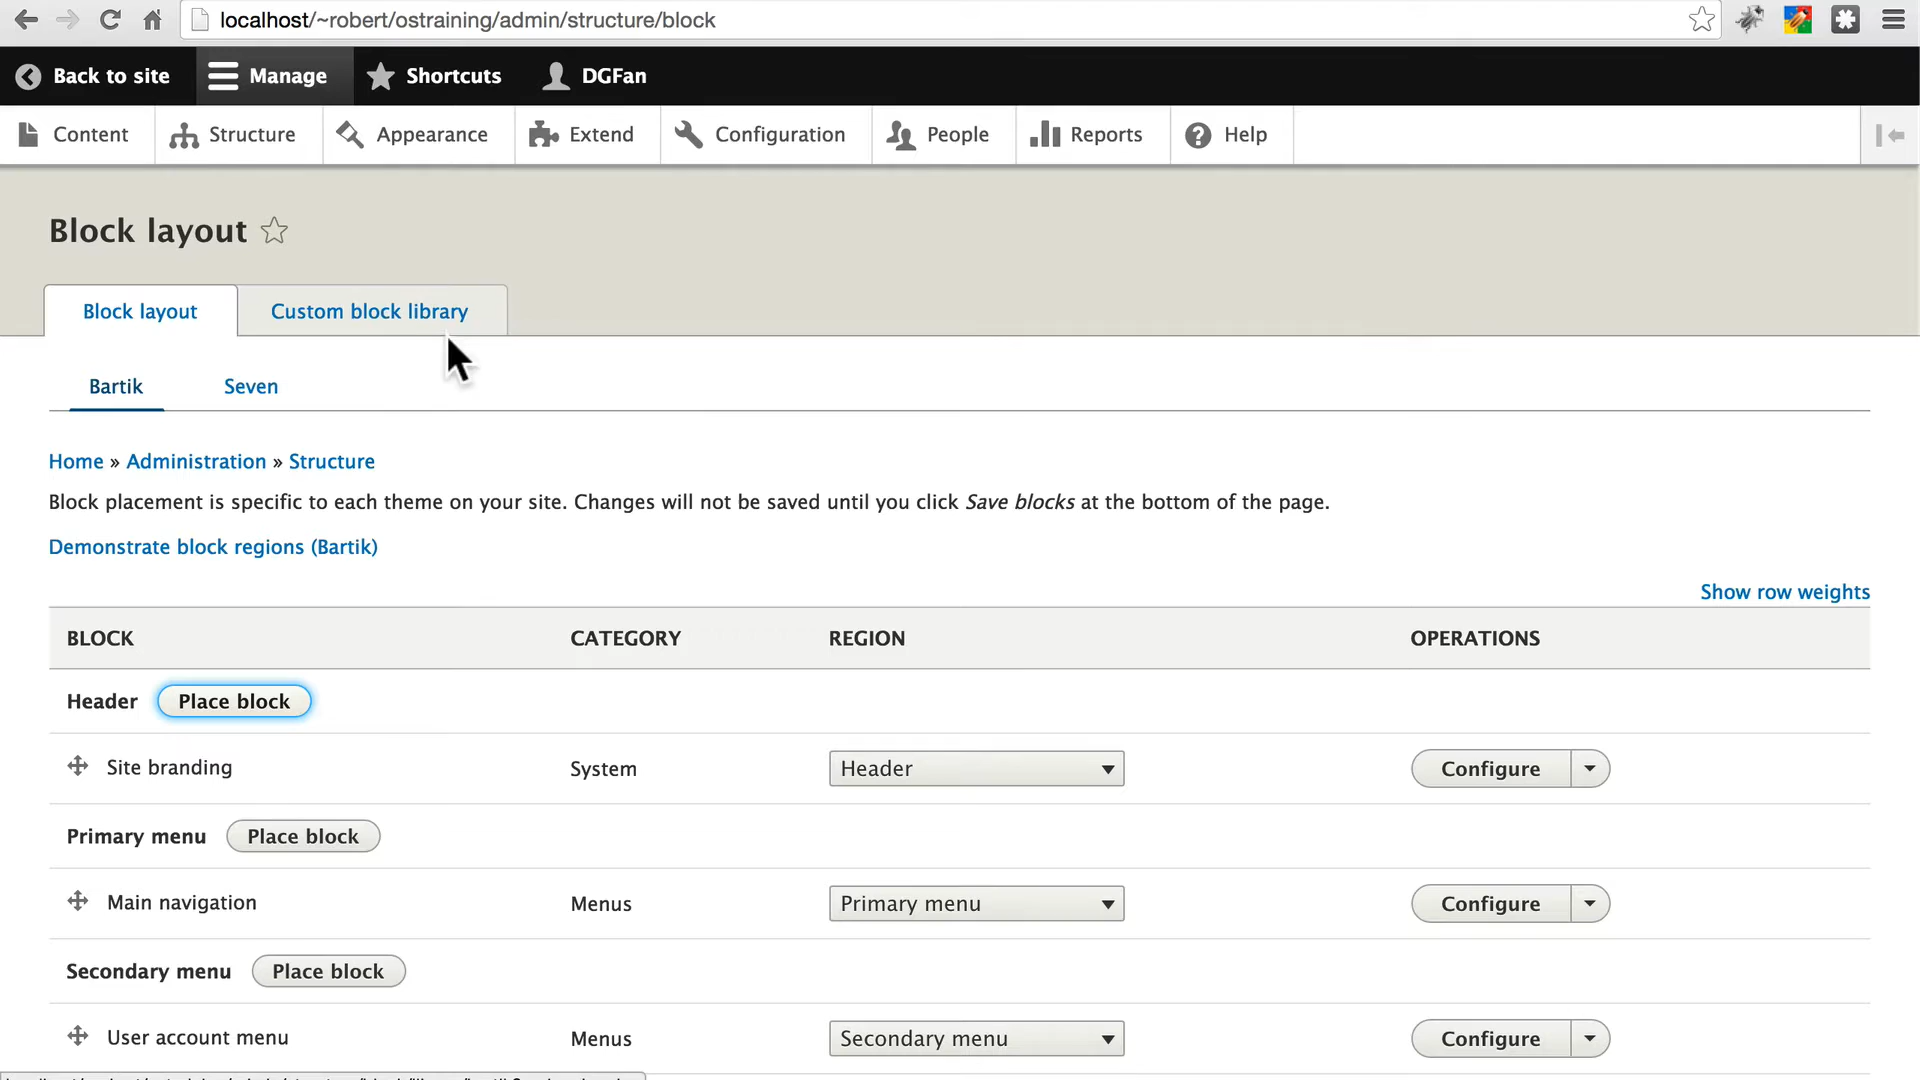 localhost/~robert/ostraining/admin/structure/block
Back to site Manage Shortcuts DGFan
Content Structure Appearance Extend Configuration People Reports Help
Block layout
Block layout Custom block library
Bartik Seven
Home » Administration » Structure
Block placement is specific to each theme on your site. Changes will not be saved until you click Save blocks at the bottom of the page.
Demonstrate block regions (Bartik)
Show row weights
BLOCK CATEGORY REGION OPERATIONS
Header Place block
Site branding System Header Configure
Primary menu Place block
Main navigation Menus Primary menu Configure
Secondary menu Place block
User account menu Menus Secondary menu Configure